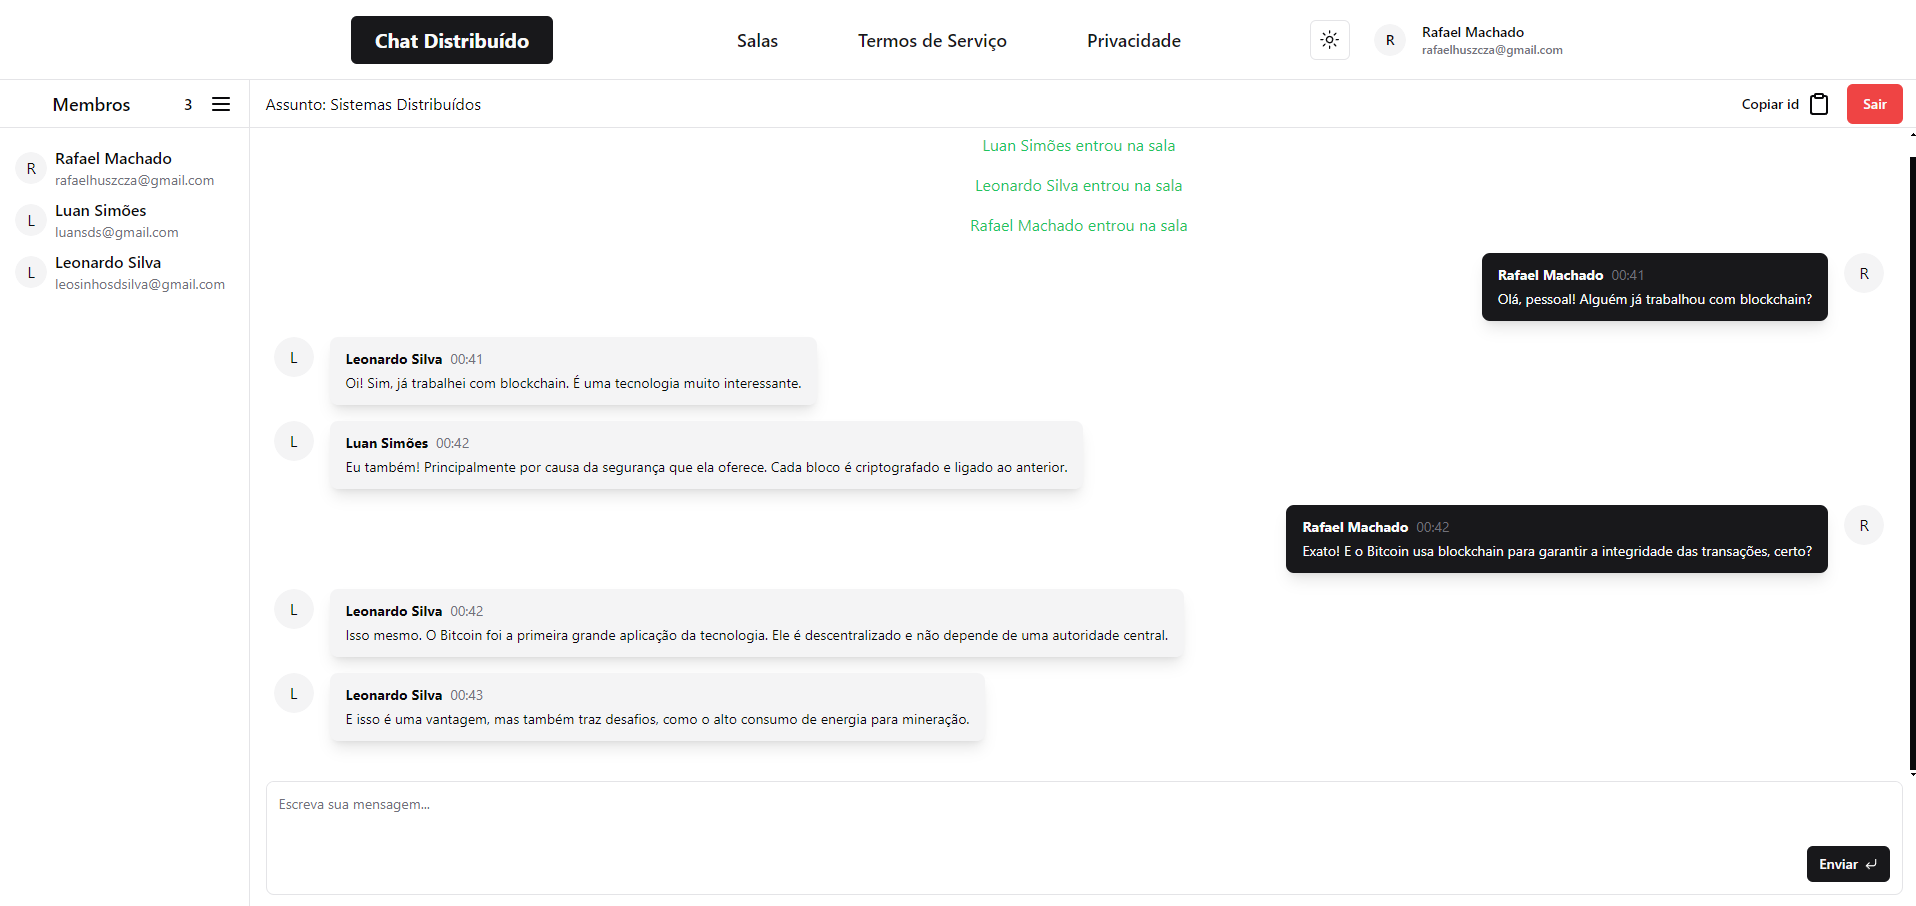 Chat Distribuído
Salas
Termos de Serviço
Privacidade
R
Rafael Machado
rafaelhuszcza@gmail.com
Membros
3
Assunto: Sistemas Distribuídos
Copiar id
Sair
R
Rafael Machado
rafaelhuszcza@gmail.com
L
Luan Simões
luansds@gmail.com
L
Leonardo Silva
leosinhosdsilva@gmail.com
Luan Simões entrou na sala
Leonardo Silva entrou na sala
Rafael Machado entrou na sala
Rafael Machado 00:41
R
Olá, pessoal! Alguém já trabalhou com blockchain?
L
Leonardo Silva 00:41
Oi! Sim, já trabalhei com blockchain. É uma tecnologia muito interessante.
L
Luan Simões 00:42
Eu também! Principalmente por causa da segurança que ela oferece. Cada bloco é criptografado e ligado ao anterior.
Rafael Machado 00:42
R
Exato! E o Bitcoin usa blockchain para garantir a integridade das transações, certo?
L
Leonardo Silva 00:42
Isso mesmo. O Bitcoin foi a primeira grande aplicação da tecnologia. Ele é descentralizado e não depende de uma autoridade central.
L
Leonardo Silva 00:43
E isso é uma vantagem, mas também traz desafios, como o alto consumo de energia para mineração.
Escreva sua mensagem...
Enviar